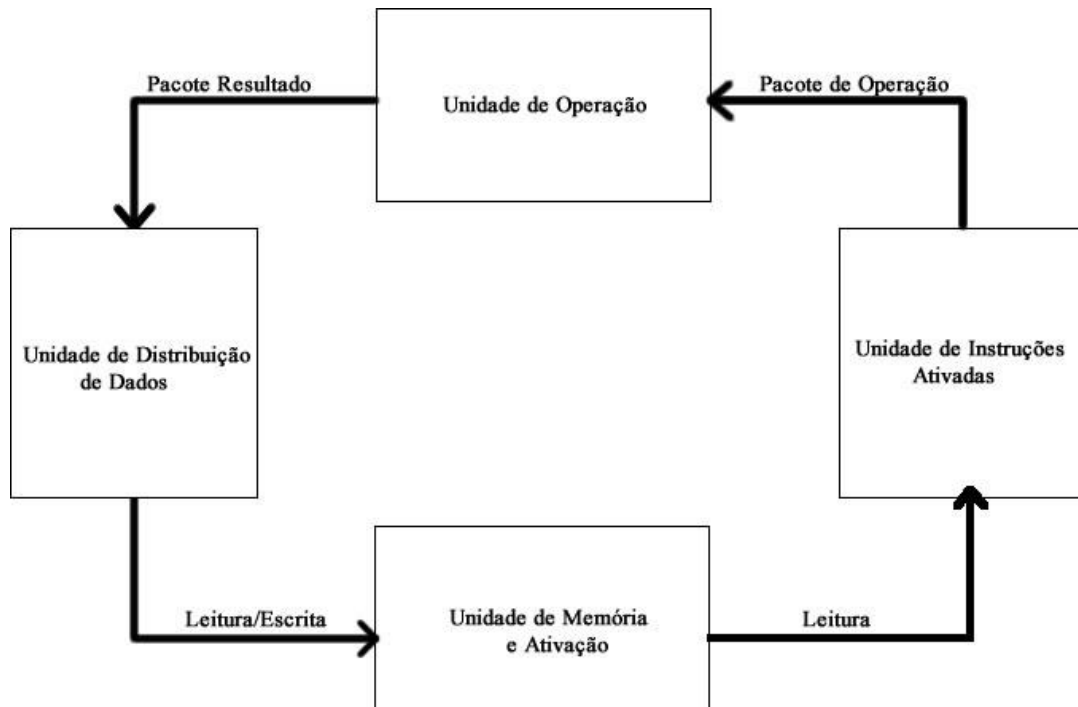 Pacote Resultado
Unidade de Operação
Pacote de Operação
Unidade de Distribuição
de Dados
Unidade de Instruções
Ativadas
Leitura/Escrita
Unidade de Memória
e Ativação
Leitura